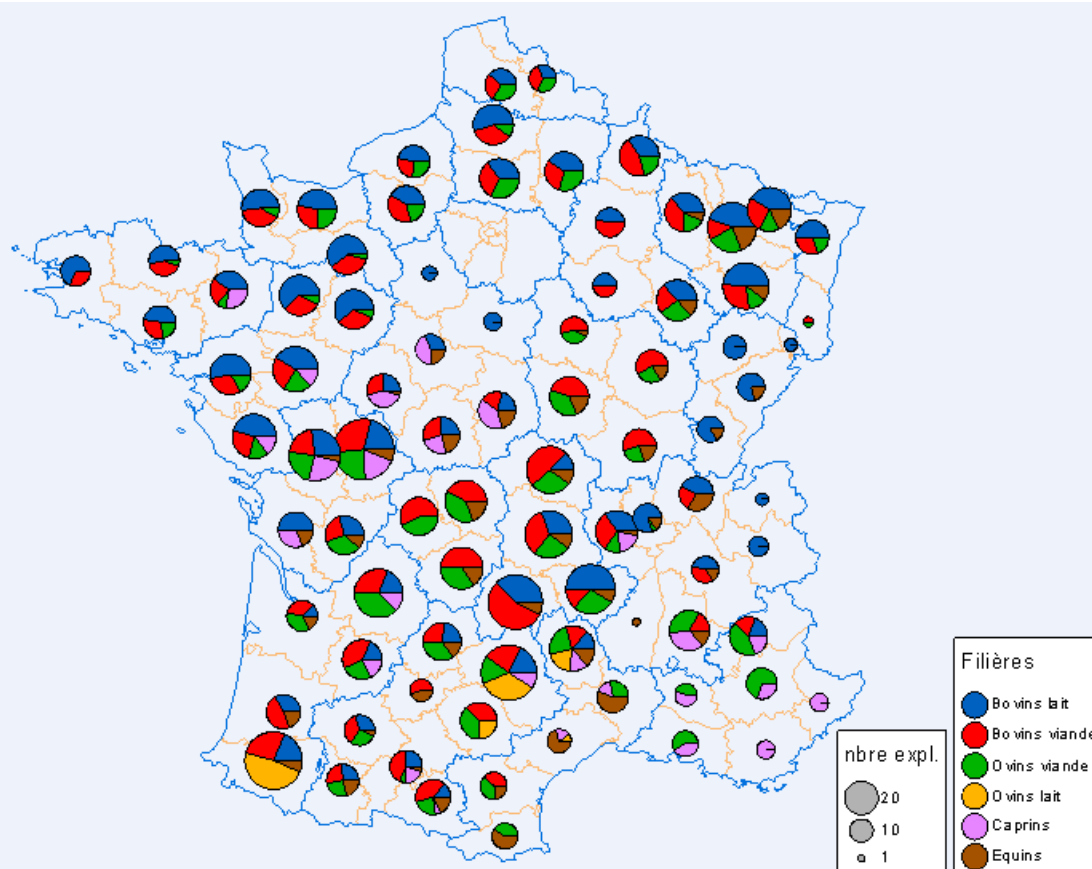 Filières
Bovins lait
Bovins viande
Ovins viande
Ovins lait
Caprins
Equins
nbre expl.
20
10
1